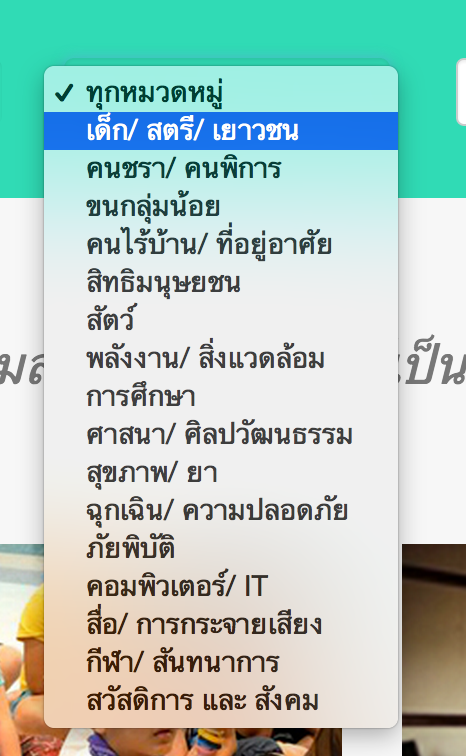 ทุกหมวดหมู่
เด็ก/ สตรี/ เยาวชน
คนชรา/ คนพิการ
ชนกลุ่มน้อย
คนไร้บ้าน/ ที่อยู่อาศัย
สิทธิมนุษยชน
สัตว์
พลังงาน/ สิ่งแวดล้อม
การศึกษา
ศาสนา/ ศิลปวัฒนธรรม
สุขภาพ/ ยา
ฉุกเฉิน/ ความปลอดภัย
ภัยพิบัติ
คอมพิวเตอร์/ IT
สื่อ/ การกระจายเสียง
กีฬา/ สันทนาการ
สวัสดิการ และ สังคม